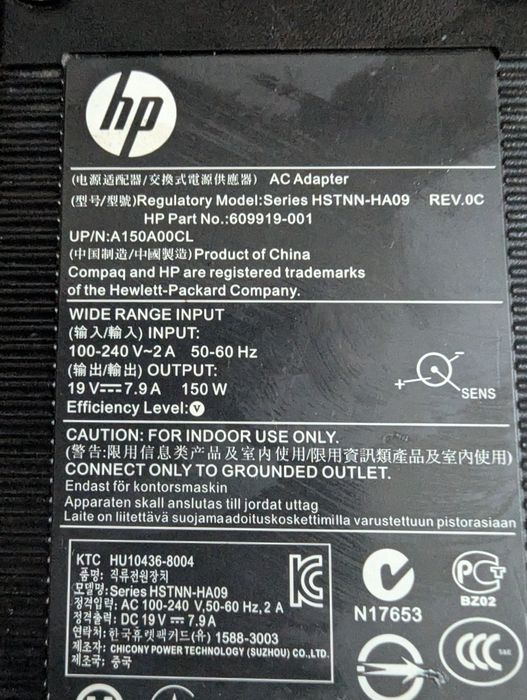 hp
(电源适配器/交換式電源供應器) AC Adapter
(型号/型號)Regulatory Model:Series HSTNN-HA09 REV.0C
HP Part No.:609919-001
UP/N:A150A00CL
(中国制造/中國製造)Product of China
Compaq and HP are registered trademarks
of the Hewlett-Packard Company.
WIDE RANGE INPUT
(输入/輸入) INPUT:
100-240 V~2 A 50-60 Hz
(输出/輸出) OUTPUT:
19 V⎓7.9 A 150 W
Efficiency Level:V
+ - SENS
CAUTION: FOR INDOOR USE ONLY.
(警告:限用信息类产品及室内使用/限用資訊類產品及室內使用)
CONNECT ONLY TO GROUNDED OUTLET.
Endast för kontorsmaskin
Apparaten skall anslutas till jordat uttag
Laite on liitettävä suojamaadoituskoskettimilla varustettuun pistorasiaan
KTC HU10436-8004
품명: 직류전원장치
모델명: Series HSTNN-HA09
정격입력: AC 100-240 V,50-60 Hz, 2 A
정격출력: DC 19 V⎓7.9 A
연락처: 한국휴렛팩커드(유) 1588-3003
제조자: CHICONY POWER TECHNOLOGY (SUZHOU) CO.,LTD.
제조국: 중국
N17653
PCT
BZ02
CCC